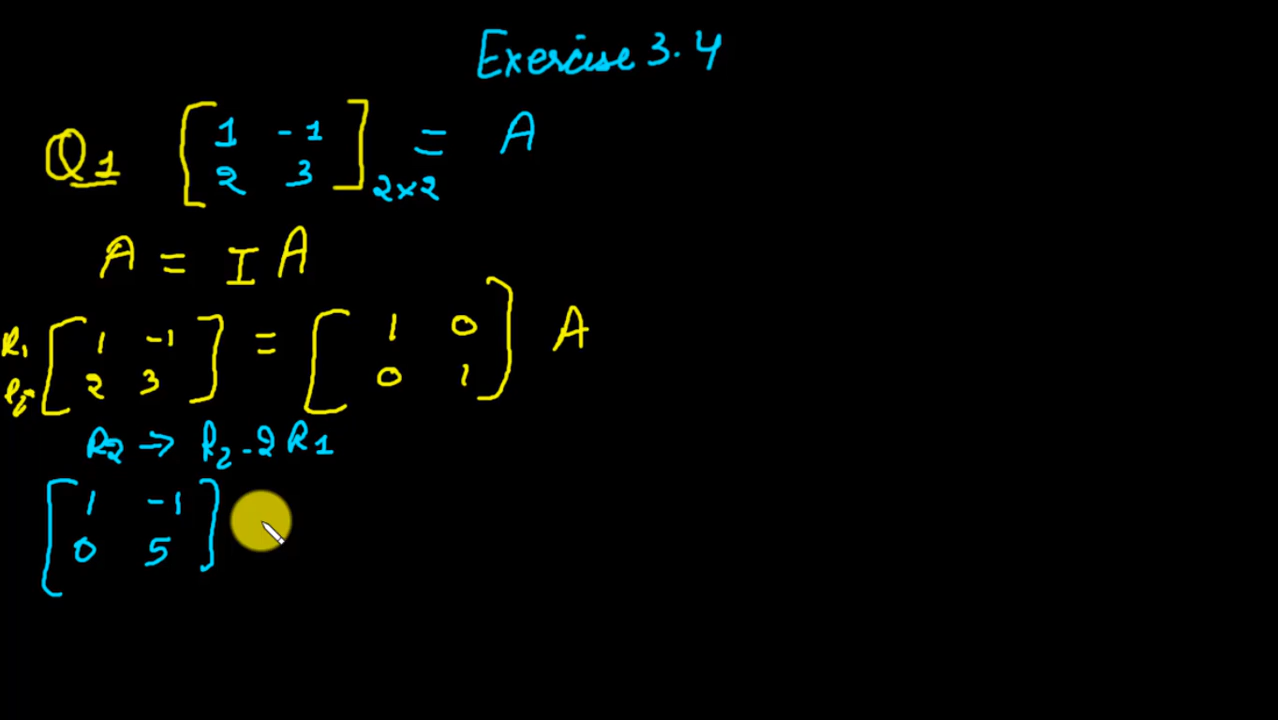 Exercise 3.4
Q1 [1 -1
2 3]2×2 = A
A = I A
R1 [1 -1
R2 2 3] = [1 0
0 1] A
R2 → R2 - 2R1
[1 -1
0 5]